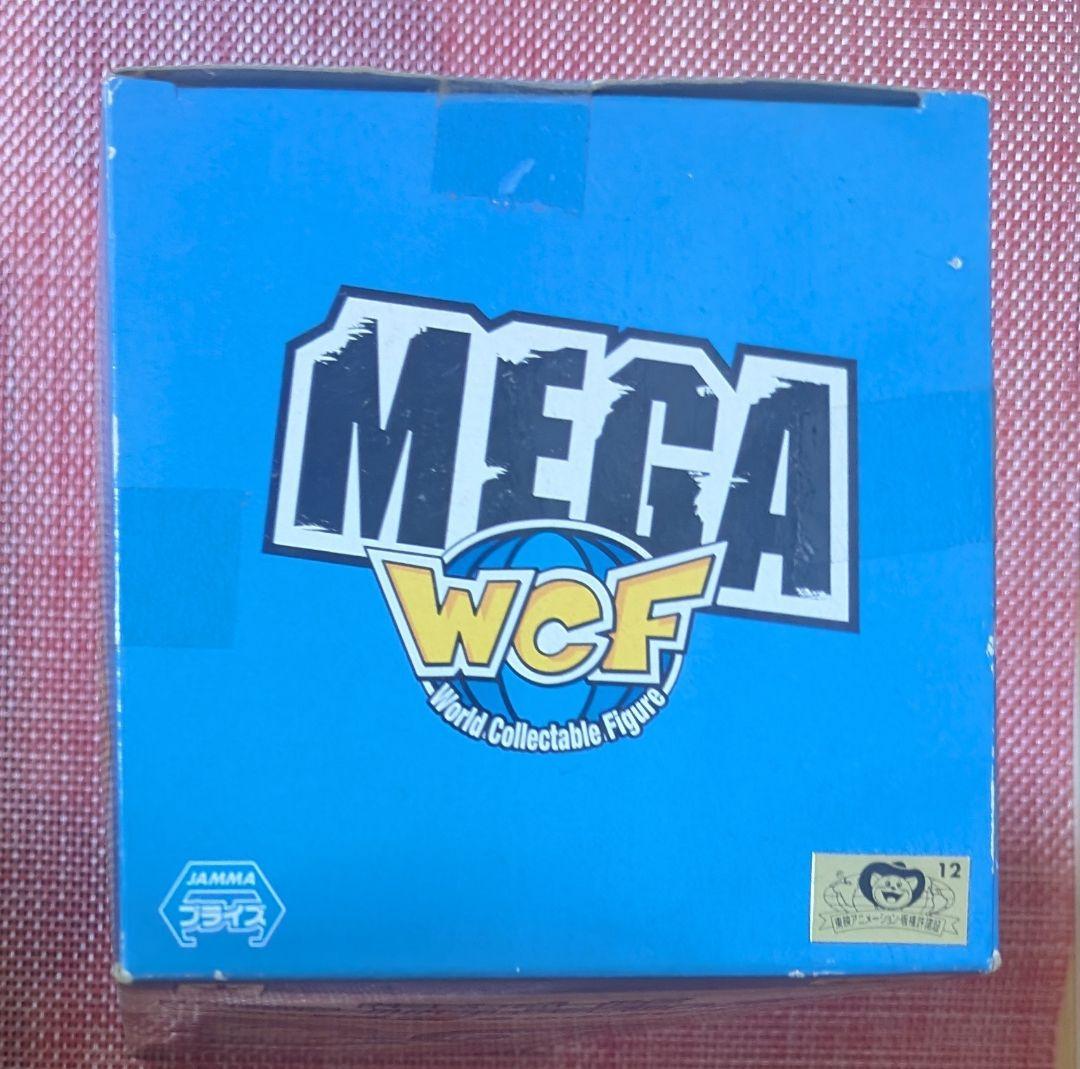 MEGA
WCF
World Collectable Figure
JAMMA
プライズ
12
東映アニメーション・版権許諾証